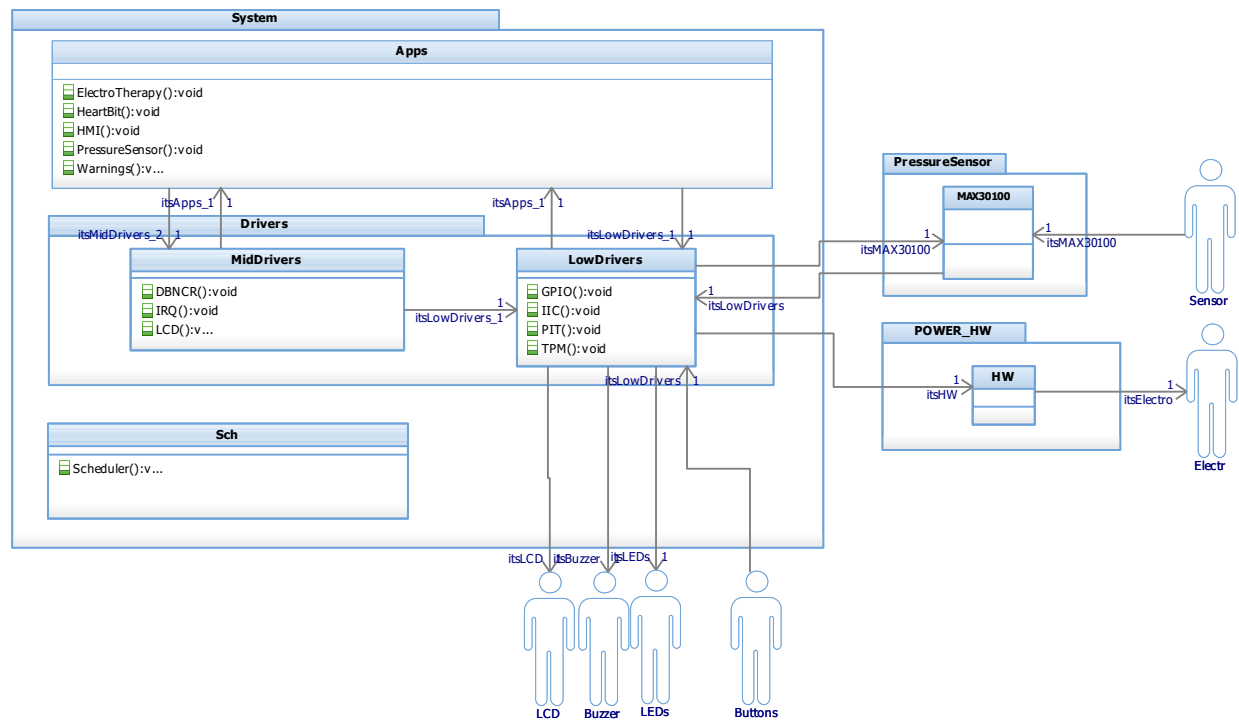 System
Apps
ElectroTherapy():void
HeartBit():void
HMI():void
PressureSensor():void
Warnings():v...
itsApps_1 1
itsMidDrivers_2 1
itsApps_1 1
itsLowDrivers_1 1
Drivers
MidDrivers
DBNCR():void
IRQ():void
LCD():v...
1
itsLowDrivers_1
LowDrivers
GPIO():void
IIC():void
PIT():void
TPM():void
itsLowDrivers 1
Sch
Scheduler():v...
PressureSensor
MAX30100
1
itsMAX30100
1
itsMAX30100
1
itsLowDrivers
Sensor
POWER_HW
HW
1
itsHW
1
itsElectro
Electr
itsLCD 1
itsBuzzer 1
itsLEDs 1
LCD
Buzzer
LEDs
Buttons